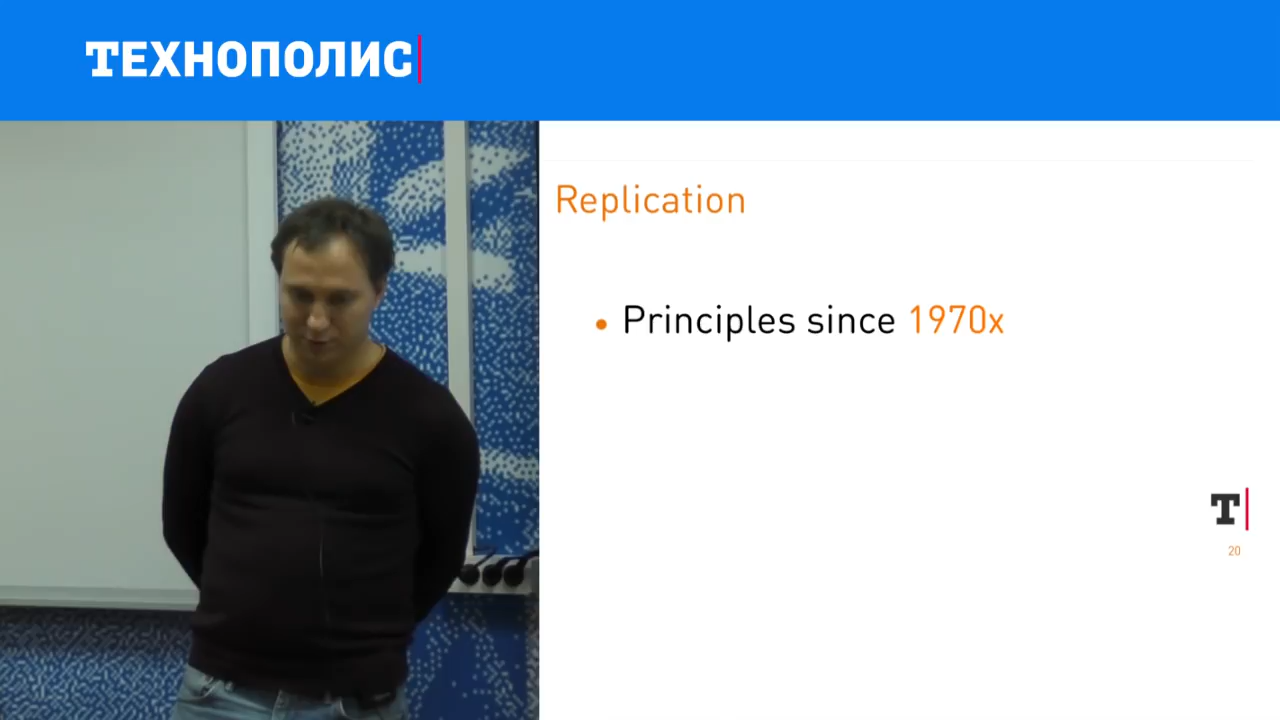 ТЕХНОПОЛИС
Replication
• Principles since 1970x
T
20